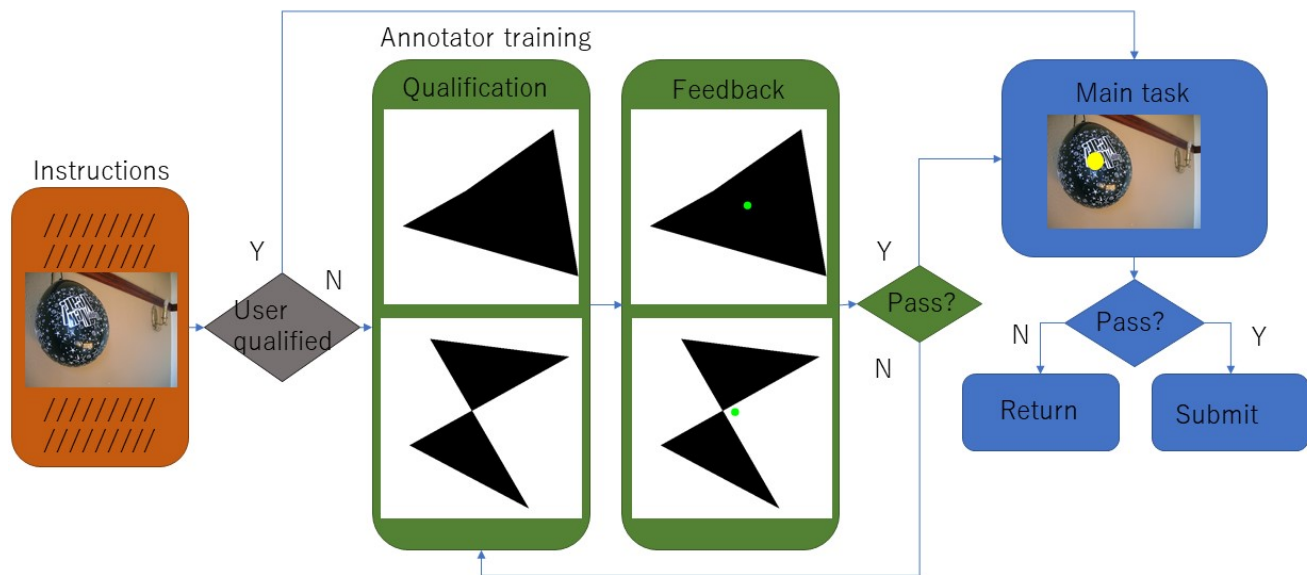 Annotator training
Qualification
Feedback
Main task
Instructions
/////////
/////////
/////////
/////////
Y
N
User
qualified
Y
Pass?
N
Pass?
N
Y
Return
Submit